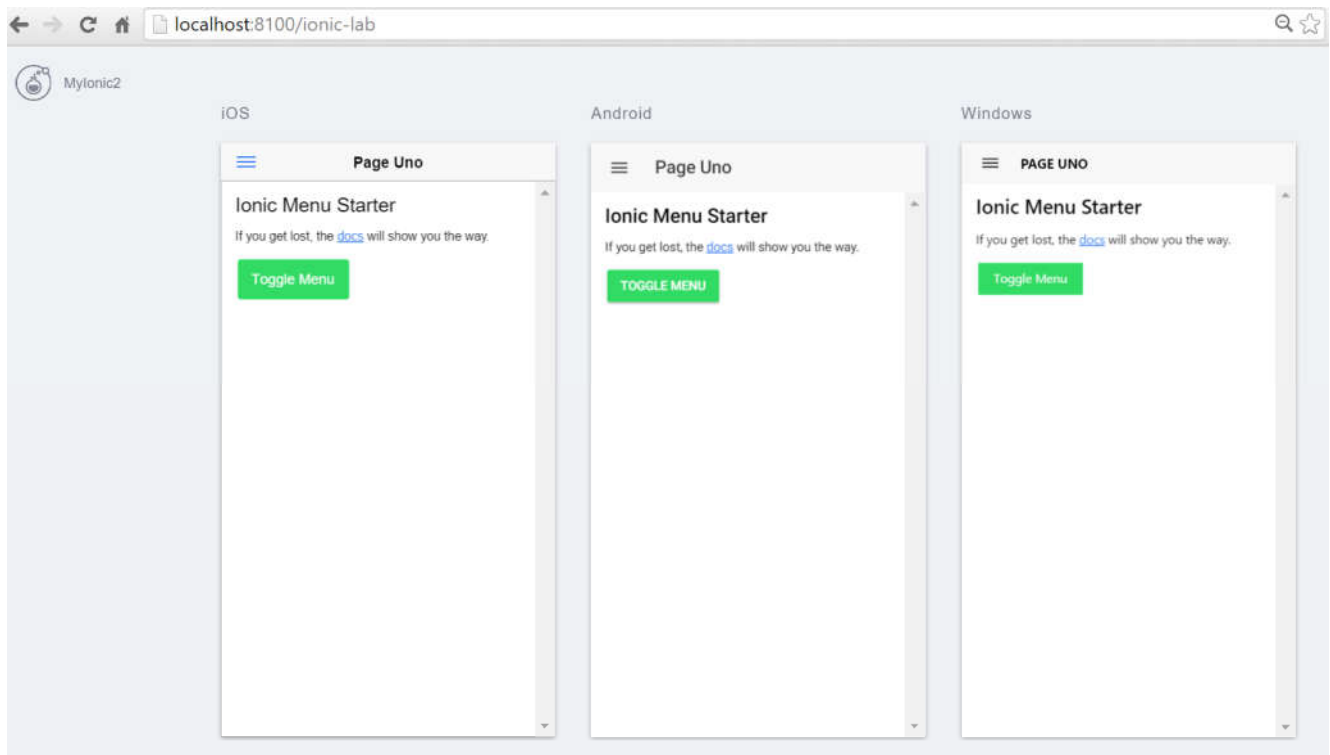 localhost:8100/ionic-lab
MyIonic2
iOS
Page Uno
Ionic Menu Starter
If you get lost, the docs will show you the way.
Toggle Menu
Android
Page Uno
Ionic Menu Starter
If you get lost, the docs will show you the way.
TOGGLE MENU
Windows
PAGE UNO
Ionic Menu Starter
If you get lost, the docs will show you the way.
Toggle Menu